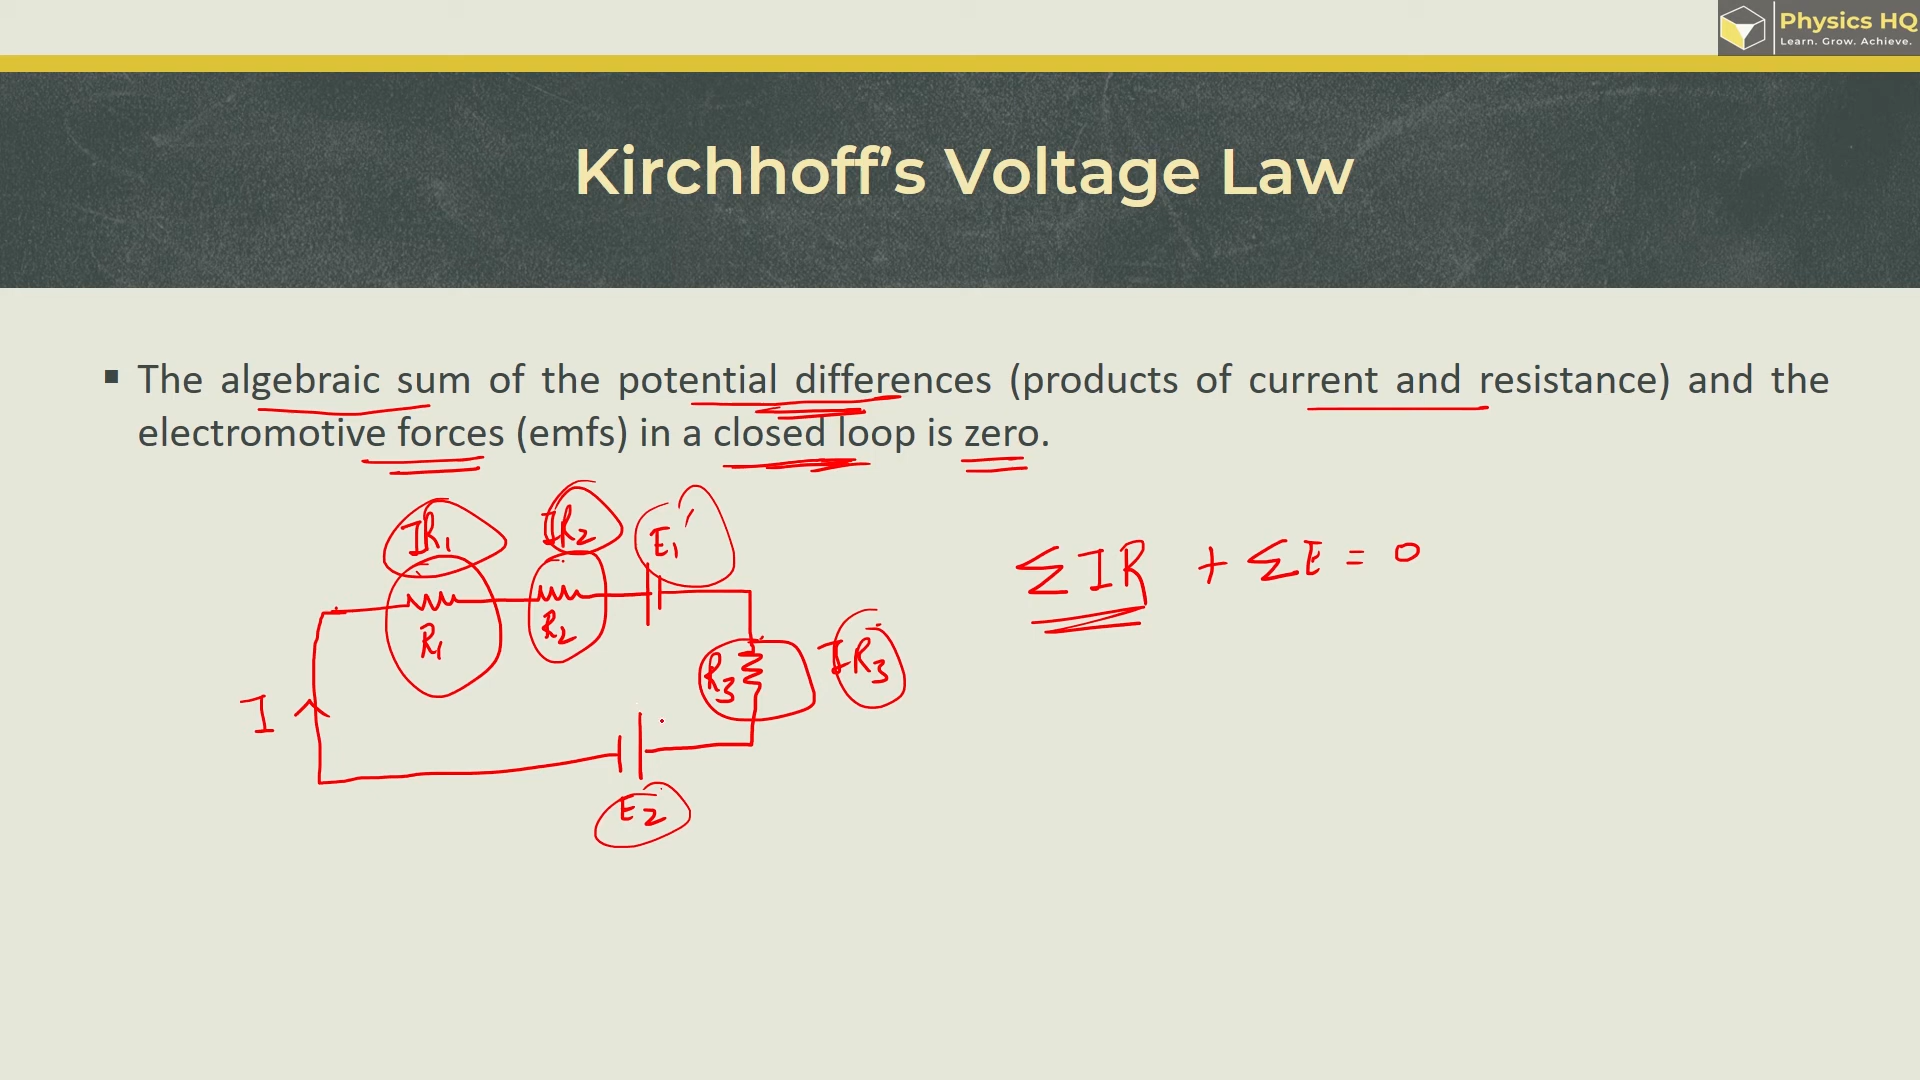 Physics HQ
Learn. Grow. Achieve.
Kirchhoff’s Voltage Law
▪ The algebraic sum of the potential differences (products of current and resistance) and the
electromotive forces (emfs) in a closed loop is zero.
IR₁ IR₂ E₁
∑IR + ∑E = 0
R₁ R₂
R₃ IR₃
I
E₂